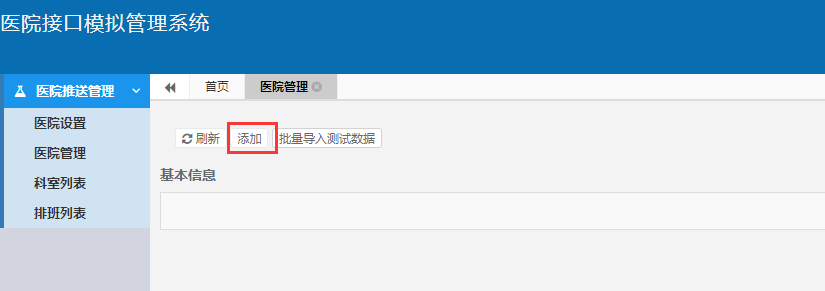 医院接口模拟管理系统
医院推送管理
首页 医院管理
医院设置
医院管理
科室列表
排班列表
刷新 添加 批量导入测试数据
基本信息